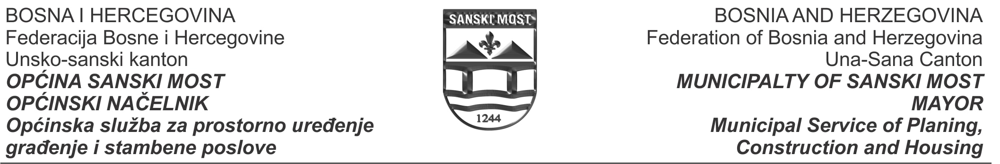 BOSNA I HERCEGOVINA
Federacija Bosne i Hercegovine
Unsko-sanski kanton
OPĆINA SANSKI MOST
OPĆINSKI NAČELNIK
Općinska služba za prostorno uređenje
građenje i stambene poslove
SANSKI MOST
1244
BOSNIA AND HERZEGOVINA
Federation of Bosnia and Herzegovina
Una-Sana Canton
MUNICIPALTY OF SANSKI MOST
MAYOR
Municipal Service of Planing,
Construction and Housing